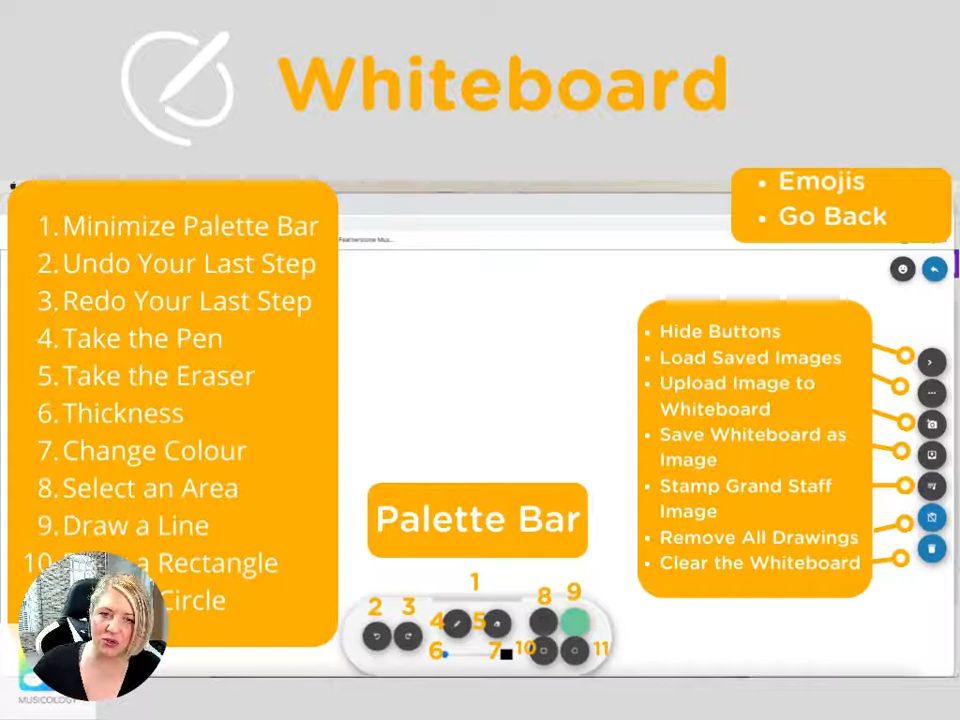 Whiteboard
1. Minimize Palette Bar
2. Undo Your Last Step
3. Redo Your Last Step
4. Take the Pen
5. Take the Eraser
6. Thickness
7. Change Colour
8. Select an Area
9. Draw a Line
10. a Rectangle
Circle
MUSICOLOGY
Featherstone Mus...
• Emojis
• Go Back
• Hide Buttons
• Load Saved Images
• Upload Image to
Whiteboard
• Save Whiteboard as
Image
• Stamp Grand Staff
Image
• Remove All Drawings
• Clear the Whiteboard
Palette Bar
1
2 3 4 5 8 9
6 7 10 11